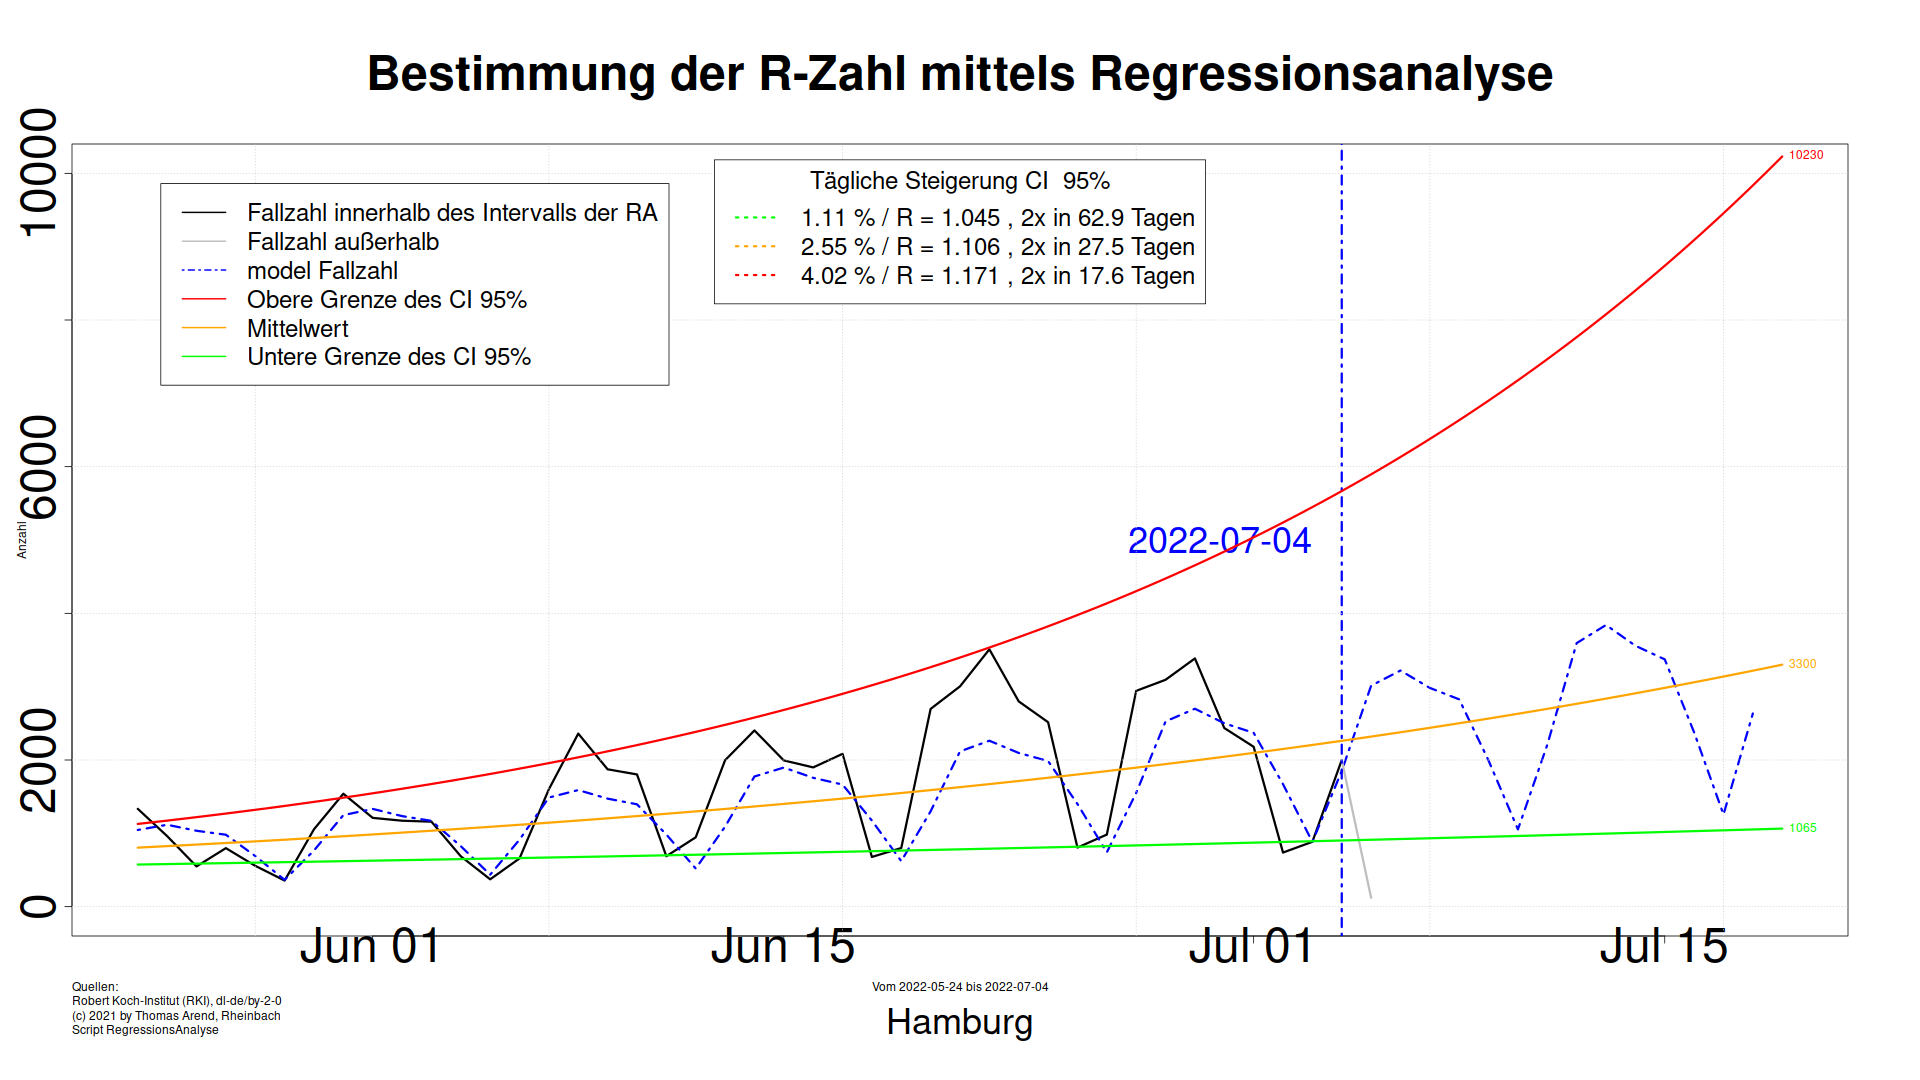 Bestimmung der R-Zahl mittels Regressionsanalyse
10000
6000
2000
0
Anzahl
Fallzahl innerhalb des Intervalls der RA
Fallzahl außerhalb
model Fallzahl
Obere Grenze des CI 95%
Mittelwert
Untere Grenze des CI 95%
Tägliche Steigerung CI  95%
1.11 % / R = 1.045 , 2x in 62.9 Tagen
2.55 % / R = 1.106 , 2x in 27.5 Tagen
4.02 % / R = 1.171 , 2x in 17.6 Tagen
10230
2022-07-04
3300
1065
Jun 01
Jun 15
Jul 01
Jul 15
Quellen:
Robert Koch-Institut (RKI), dl-de/by-2-0
(c) 2021 by Thomas Arend, Rheinbach
Script RegressionsAnalyse
Vom 2022-05-24 bis 2022-07-04
Hamburg